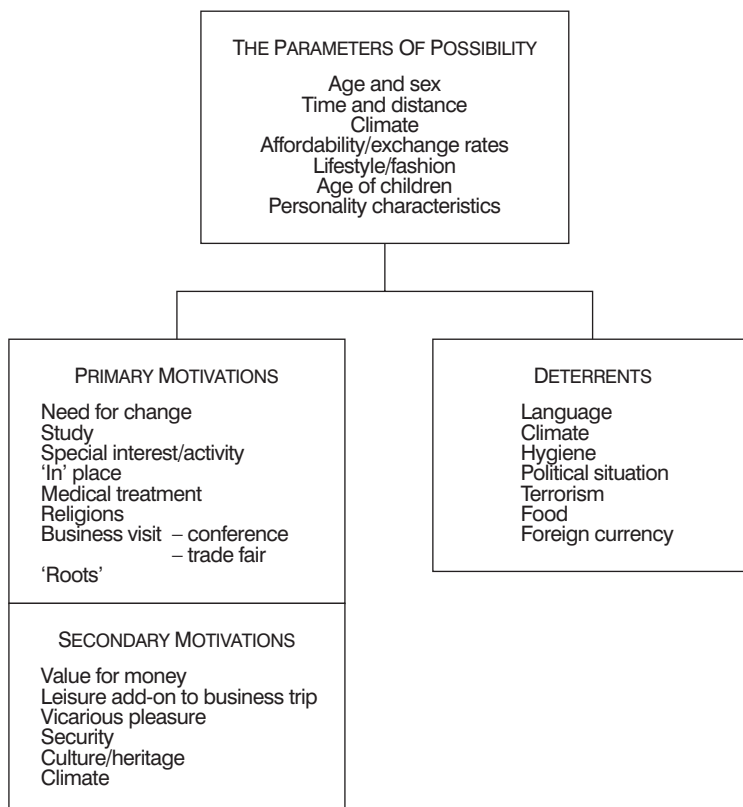 THE PARAMETERS OF POSSIBILITY
Age and sex
Time and distance
Climate
Affordability/exchange rates
Lifestyle/fashion
Age of children
Personality characteristics
PRIMARY MOTIVATIONS
Need for change
Study
Special interest/activity
‘In’ place
Medical treatment
Religions
Business visit – conference
– trade fair
‘Roots’
SECONDARY MOTIVATIONS
Value for money
Leisure add-on to business trip
Vicarious pleasure
Security
Culture/heritage
Climate
DETERRENTS
Language
Climate
Hygiene
Political situation
Terrorism
Food
Foreign currency